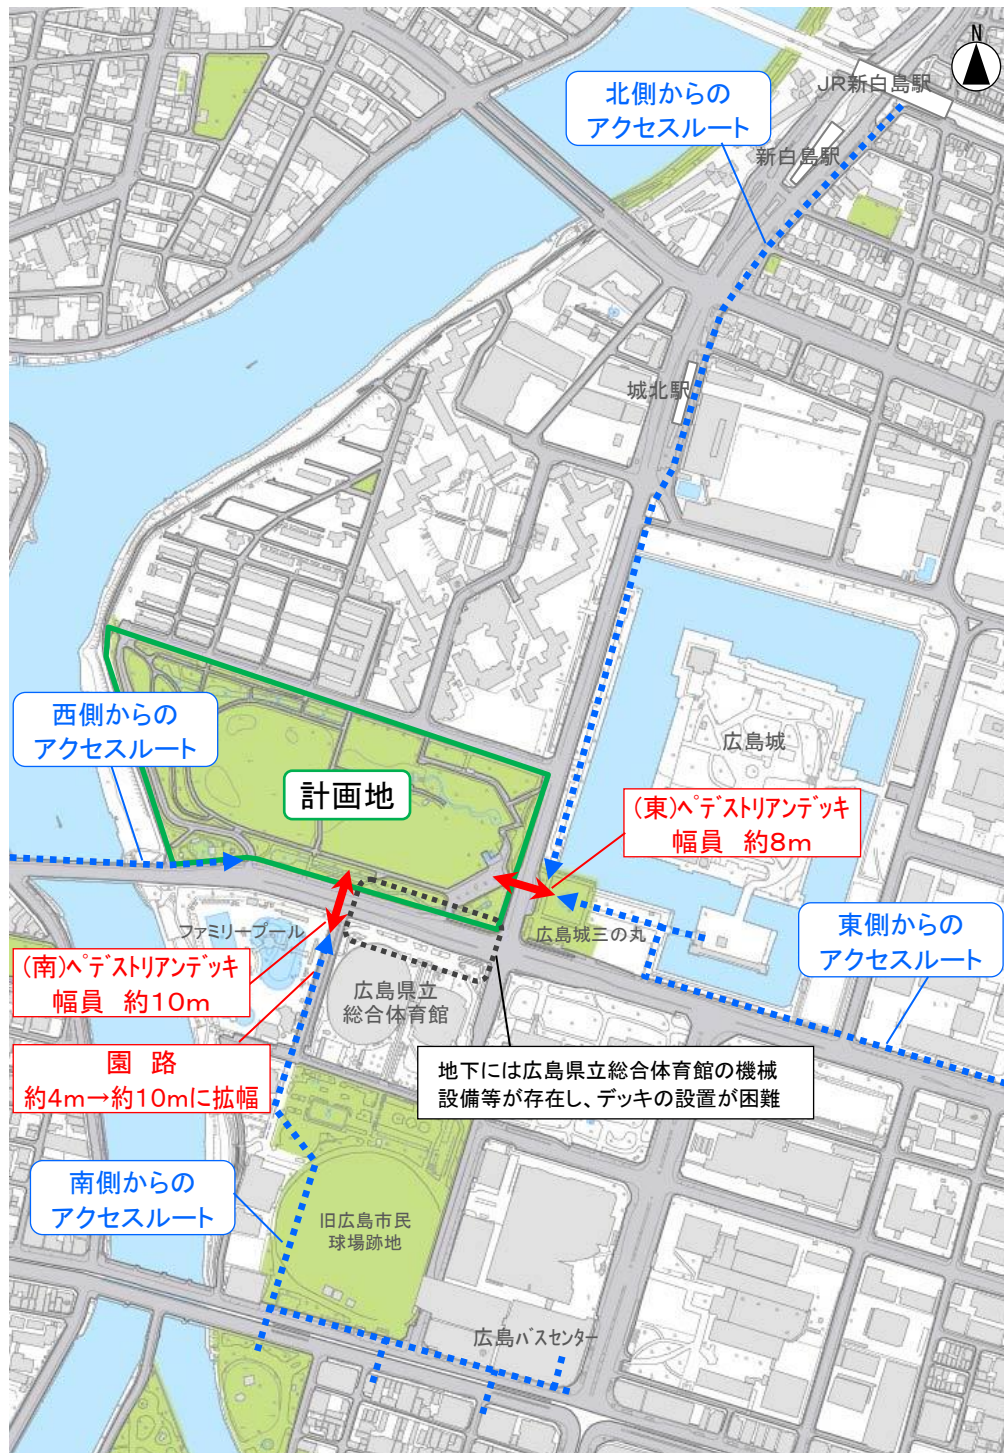 N
JR新白島駅
北側からの
アクセスルート
新白島駅
城北駅
西側からの
アクセスルート
広島城
計画地
(東)ペデストリアンデッキ
幅員 約8m
ファミリープール
広島城三の丸
東側からの
アクセスルート
(南)ペデストリアンデッキ
幅員 約10m
広島県立
総合体育館
園 路
約4m→約10mに拡幅
地下には広島県立総合体育館の機械
設備等が存在し、デッキの設置が困難
南側からの
アクセスルート
旧広島市民
球場跡地
広島バスセンター